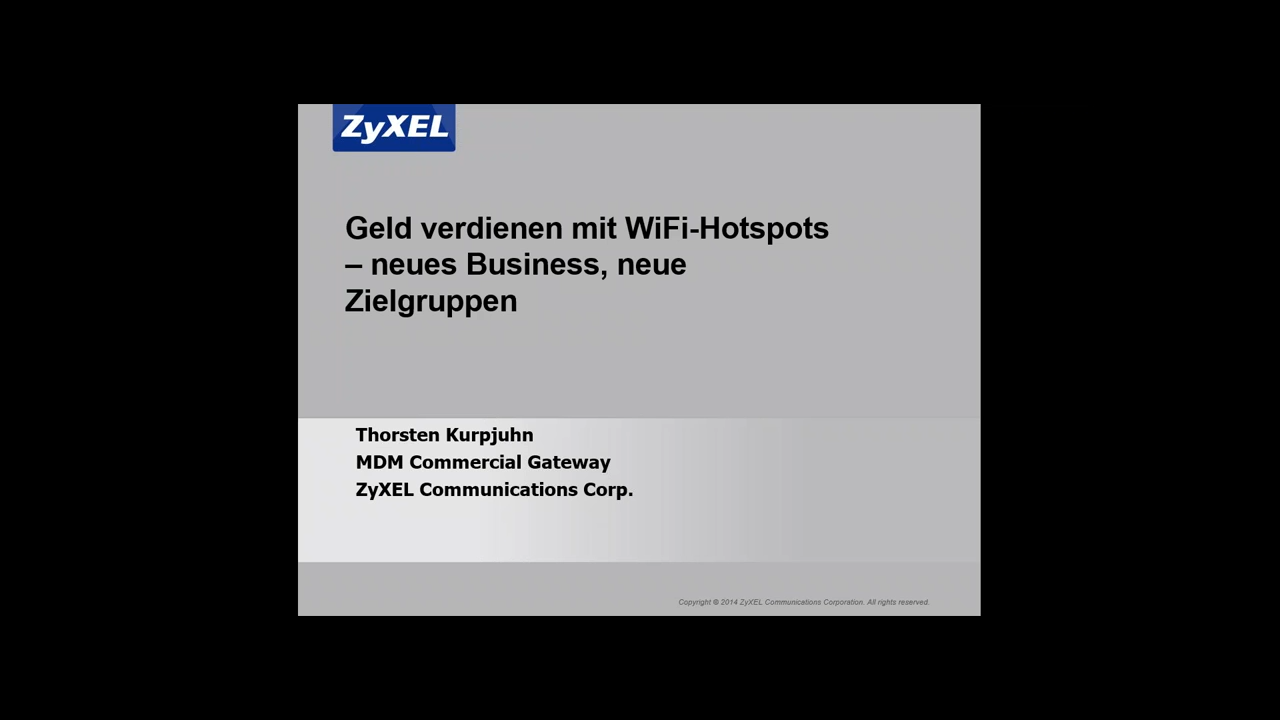 ZyXEL
Geld verdienen mit WiFi-Hotspots
– neues Business, neue
Zielgruppen
Thorsten Kurpjuhn
MDM Commercial Gateway
ZyXEL Communications Corp.
Copyright © 2014 ZyXEL Communications Corporation. All rights reserved.